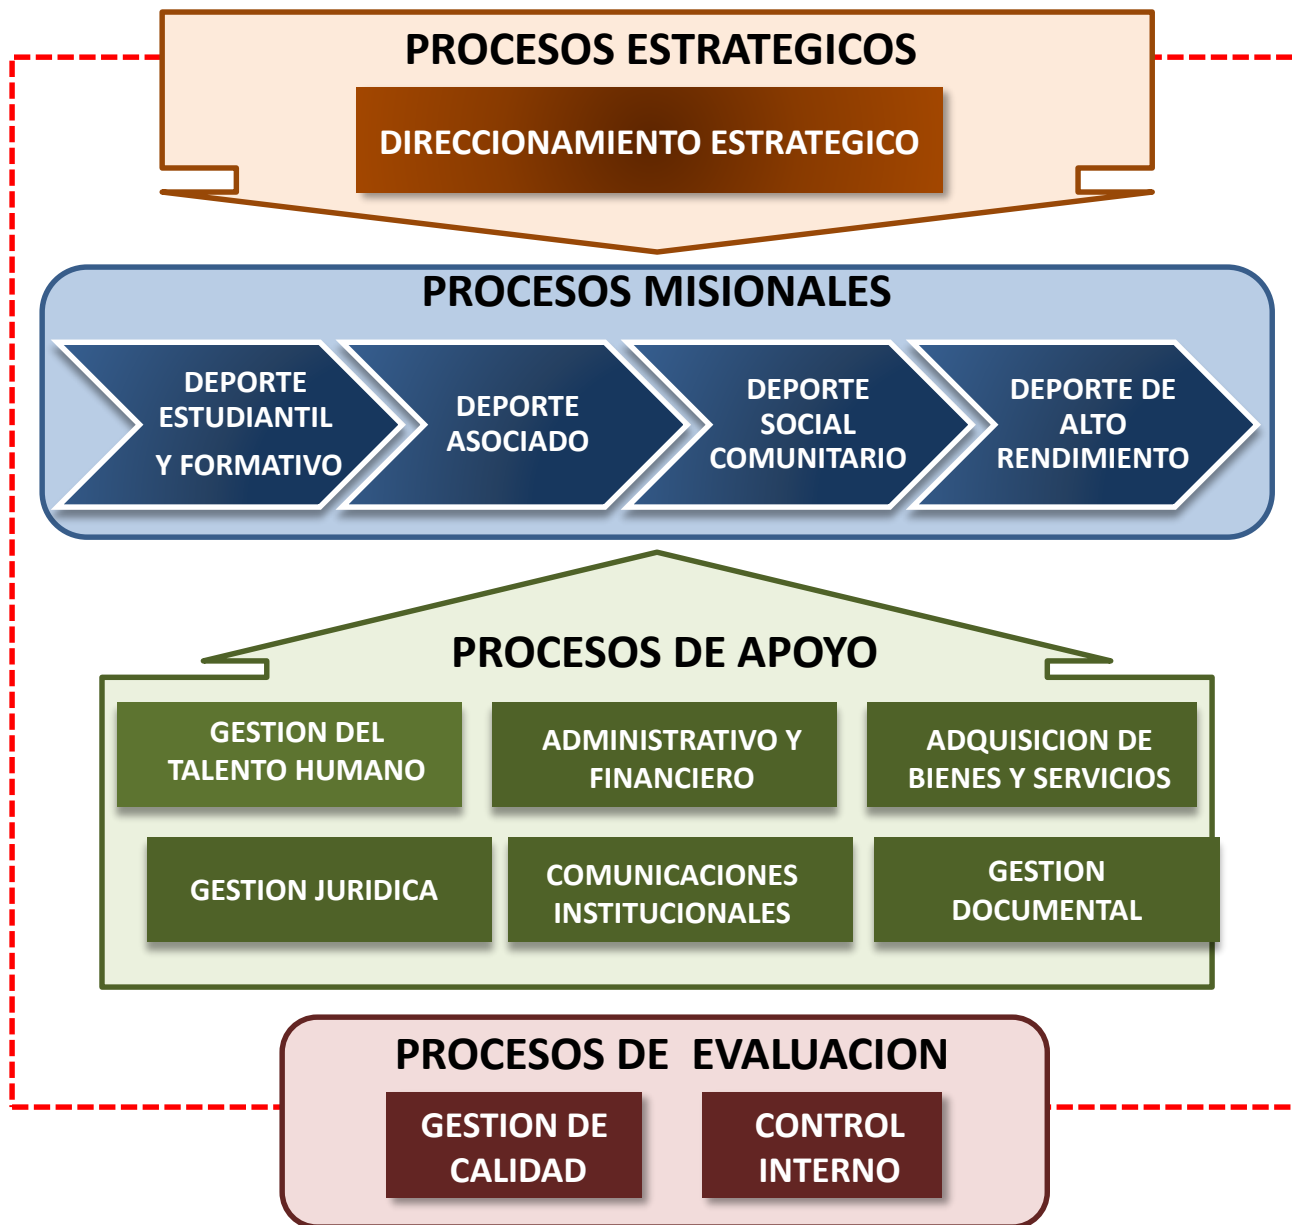 PROCESOS ESTRATEGICOS
DIRECCIONAMIENTO ESTRATEGICO
PROCESOS MISIONALES
DEPORTE
ESTUDIANTIL
Y FORMATIVO
DEPORTE
ASOCIADO
DEPORTE
SOCIAL
COMUNITARIO
DEPORTE DE
ALTO
RENDIMIENTO
PROCESOS DE APOYO
GESTION DEL
TALENTO HUMANO
ADMINISTRATIVO Y
FINANCIERO
ADQUISICION DE
BIENES Y SERVICIOS
GESTION JURIDICA
COMUNICACIONES
INSTITUCIONALES
GESTION
DOCUMENTAL
PROCESOS DE  EVALUACION
GESTION DE
CALIDAD
CONTROL
INTERNO